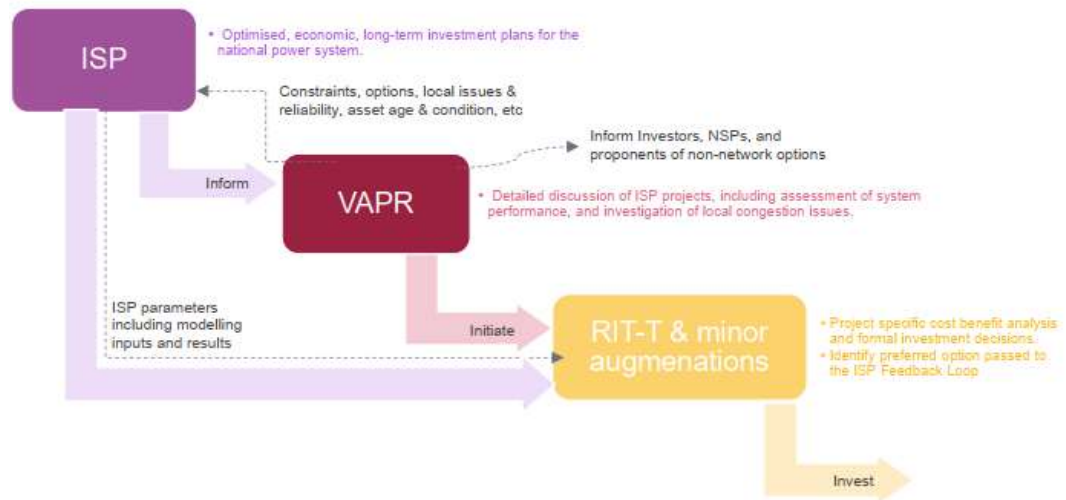 ISP
• Optimised, economic, long-term investment plans for the
national power system.
Constraints, options, local issues &
reliability, asset age & condition, etc
Inform Investors, NSPs, and
proponents of non-network options
Inform
VAPR
• Detailed discussion of ISP projects, including assessment of system
performance, and investigation of local congestion issues.
ISP parameters
including modelling
inputs and results
Initiate
RIT-T & minor
augmenations
• Project specific cost benefit analysis
and formal investment decisions.
• Identify preferred option passed to
the ISP Feedback Loop
Invest